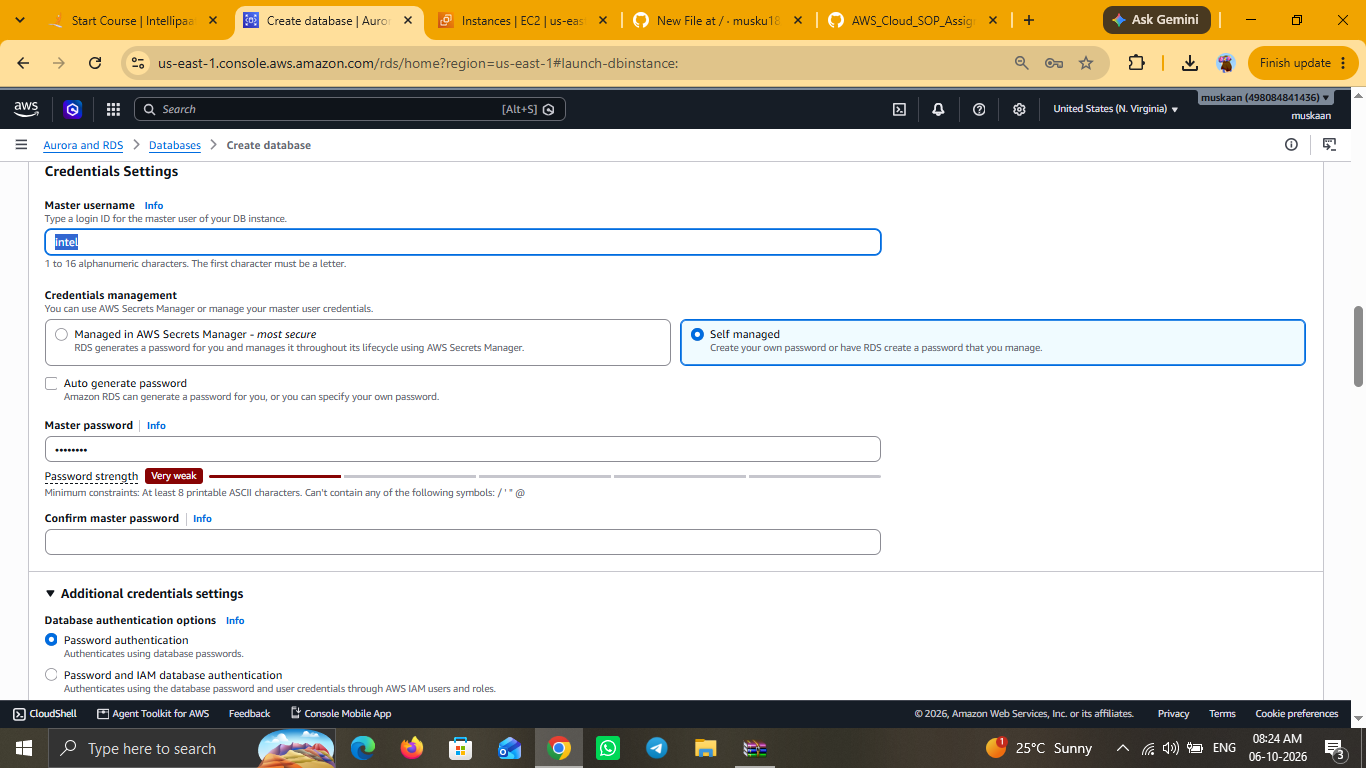 Start Course | Intellipaa
Create database | Auro
Instances | EC2 | us-eas
New File at / · musku18
AWS_Cloud_SOP_Assig
Ask Gemini
us-east-1.console.aws.amazon.com/rds/home?region=us-east-1#launch-dbinstance:
Finish update
aws
Search
[Alt+S]
United States (N. Virginia)
muskaan (498084841436)
muskaan
Aurora and RDS
Databases
Create database
Credentials Settings
Master username
Info
Type a login ID for the master user of your DB instance.
intel
1 to 16 alphanumeric characters. The first character must be a letter.
Credentials management
You can use AWS Secrets Manager or manage your master user credentials.
Managed in AWS Secrets Manager - most secure
RDS generates a password for you and manages it throughout its lifecycle using AWS Secrets Manager.
Self managed
Create your own password or have RDS create a password that you manage.
Auto generate password
Amazon RDS can generate a password for you, or you can specify your own password.
Master password
Info
••••••••
Password strength
Very weak
Minimum constraints: At least 8 printable ASCII characters. Can't contain any of the following symbols: / ' " @
Confirm master password
Info
Additional credentials settings
Database authentication options
Info
Password authentication
Authenticates using database passwords.
Password and IAM database authentication
Authenticates using the database password and user credentials through AWS IAM users and roles.
CloudShell
Agent Toolkit for AWS
Feedback
Console Mobile App
© 2026, Amazon Web Services, Inc. or its affiliates.
Privacy
Terms
Cookie preferences
Type here to search
1
25°C Sunny
ENG
08:24 AM
06-10-2026
3